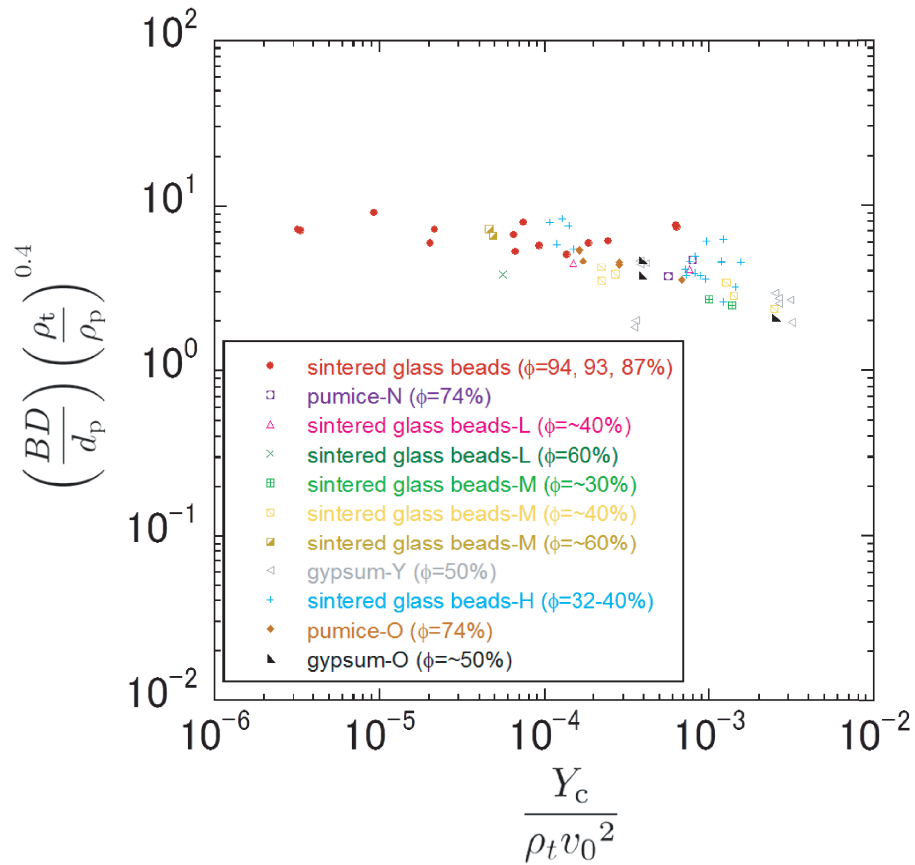 10^2
10^1
10^0
10^-1
10^-2
(BD/d_p) (ρ_t/ρ_p)^0.4
sintered glass beads (ϕ=94, 93, 87%)
pumice-N (ϕ=74%)
sintered glass beads-L (ϕ=~40%)
sintered glass beads-L (ϕ=60%)
sintered glass beads-M (ϕ=~30%)
sintered glass beads-M (ϕ=~40%)
sintered glass beads-M (ϕ=~60%)
gypsum-Y (ϕ=50%)
sintered glass beads-H (ϕ=32-40%)
pumice-O (ϕ=74%)
gypsum-O (ϕ=~50%)
10^-6 10^-5 10^-4 10^-3 10^-2
Y_c
ρ_t v_0^2